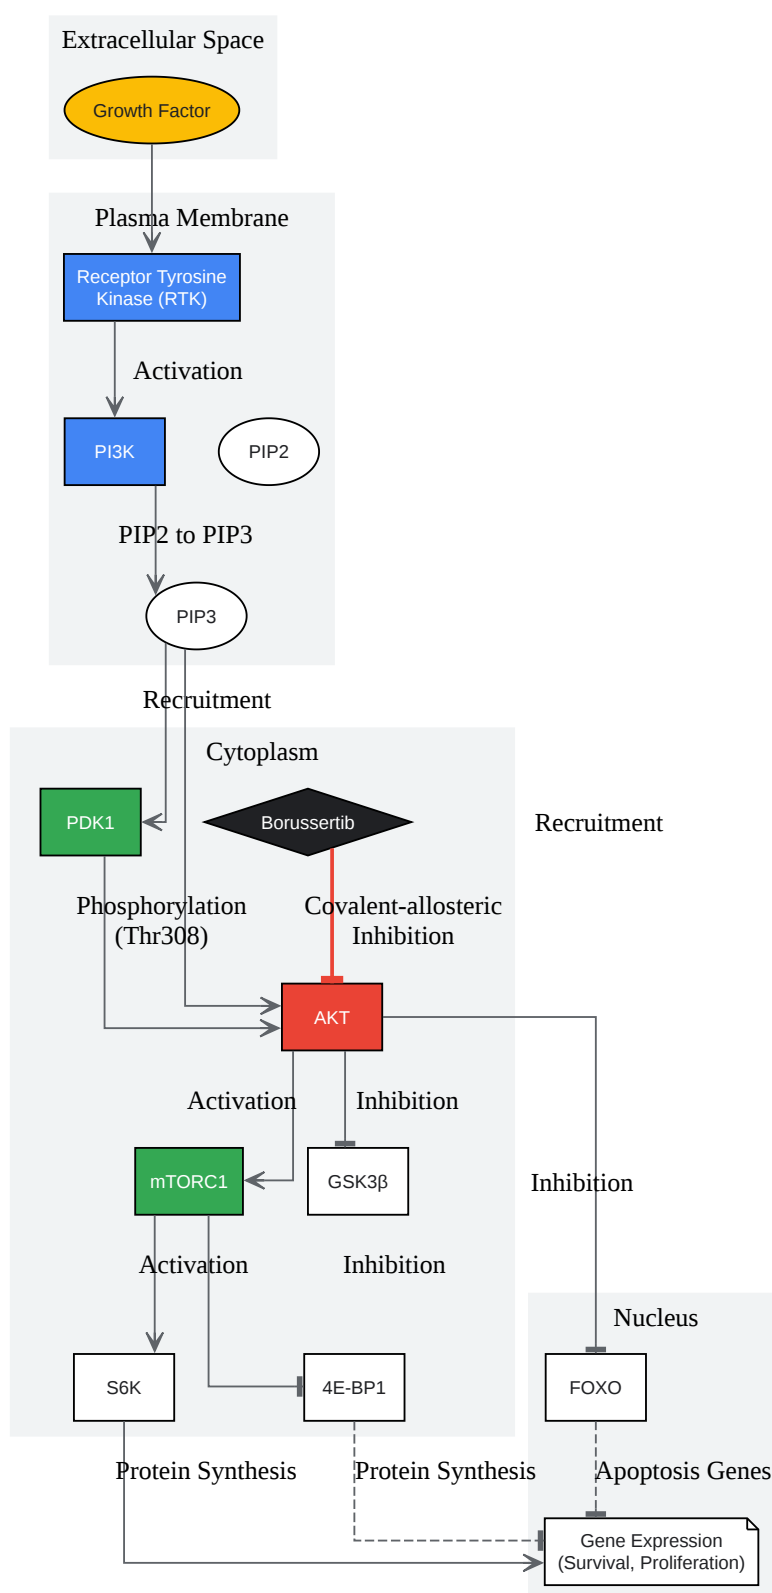 Extracellular Space
Growth Factor
Plasma Membrane
Receptor Tyrosine
Kinase (RTK)
Activation
PI3K
PIP2
PIP2 to PIP3
PIP3
Recruitment
Cytoplasm
PDK1
Borussertib
Recruitment
Phosphorylation
(Thr308)
Covalent-allosteric
Inhibition
AKT
Activation
Inhibition
mTORC1
GSK3β
Inhibition
Activation
Inhibition
Nucleus
S6K
4E-BP1
FOXO
Protein Synthesis
Protein Synthesis
Apoptosis Genes
Gene Expression
(Survival, Proliferation)